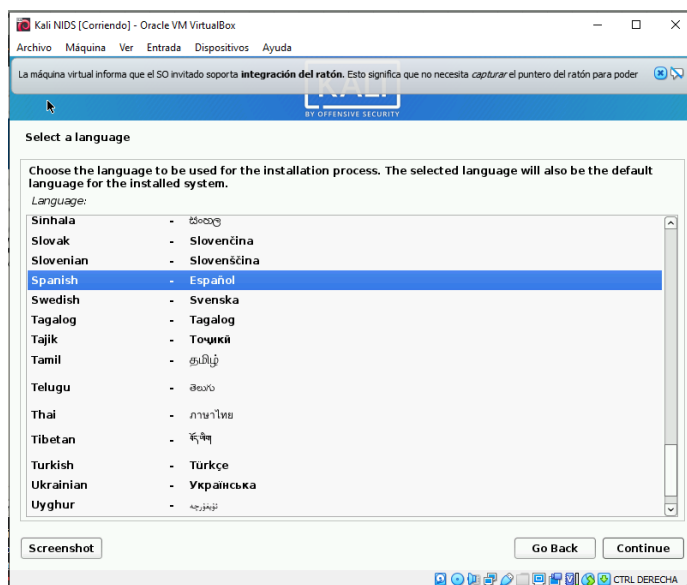 Kali NIDS [Corriendo] - Oracle VM VirtualBox
Archivo Máquina Ver Entrada Dispositivos Ayuda
La máquina virtual informa que el SO invitado soporta integración del ratón. Esto significa que no necesita capturar el puntero del ratón para poder
KALI
BY OFFENSIVE SECURITY
Select a language
Choose the language to be used for the installation process. The selected language will also be the default
language for the installed system.
Language:
Sinhala - සිංහල
Slovak - Slovenčina
Slovenian - Slovenščina
Spanish - Español
Swedish - Svenska
Tagalog - Tagalog
Tajik - Тоҷикӣ
Tamil - தமிழ்
Telugu - తెలుగు
Thai - ภาษาไทย
Tibetan - བོད་ཡིག
Turkish - Türkçe
Ukrainian - Українська
Uyghur - ئۇيغۇرچە
Screenshot Go Back Continue
CTRL DERECHA